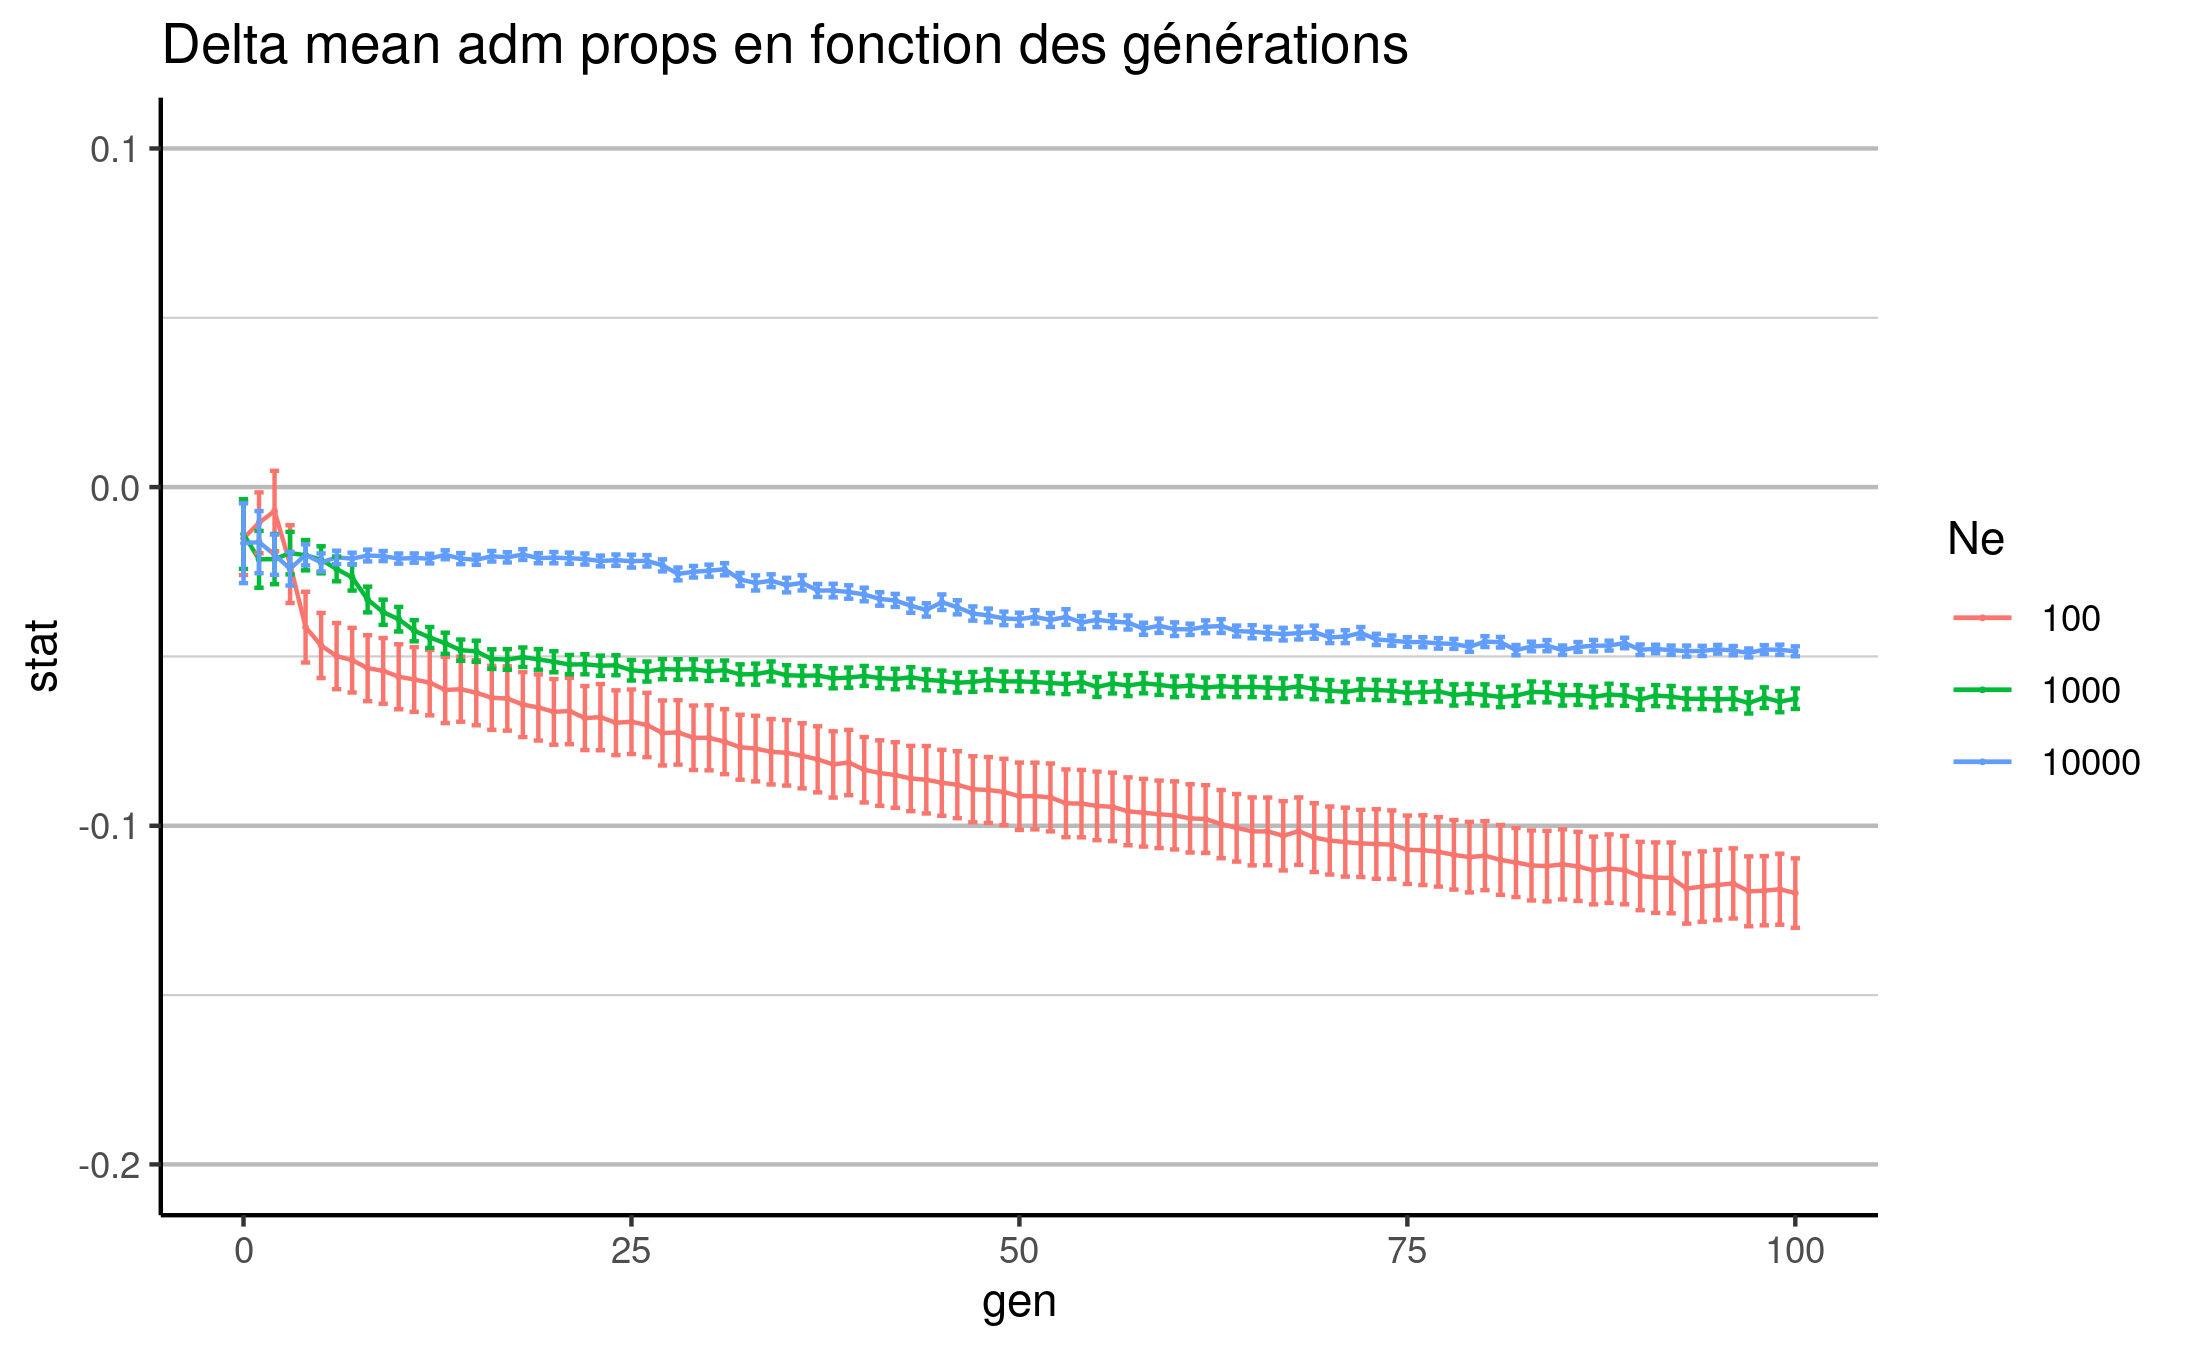 Delta mean adm props en fonction des générations
0.1
0.0
-0.1
-0.2
stat
0 25 50 75 100
gen
Ne
100
1000
10000